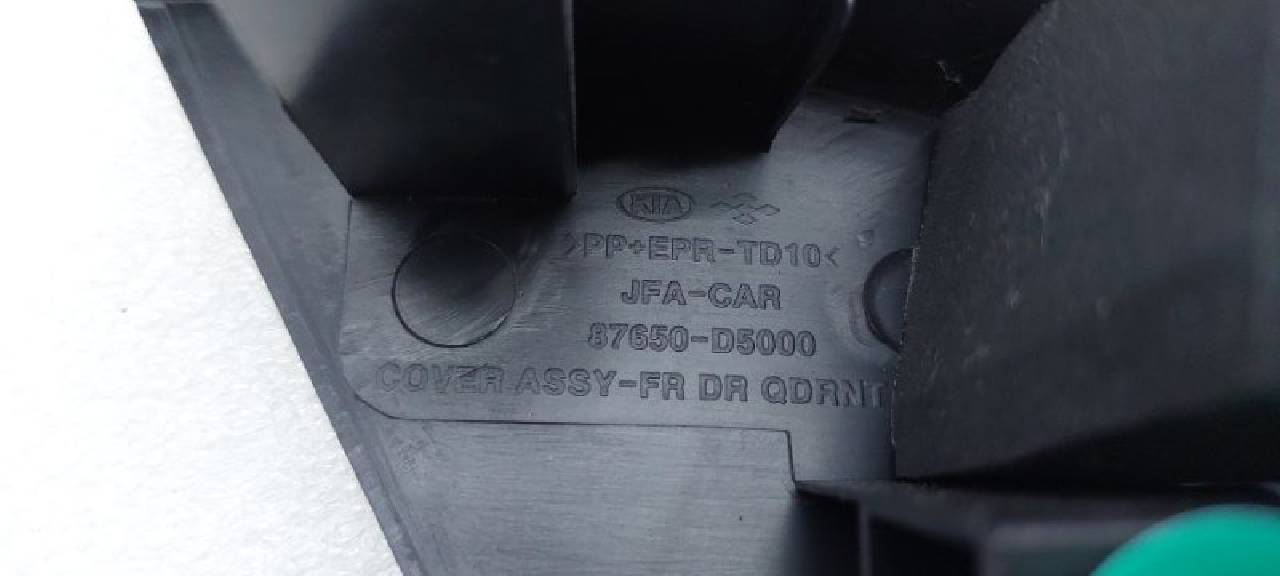 KIA
>PP+EPR-TD10<
JFA-CAR
87650-D5000
COVER ASSY-FR DR QDRNT